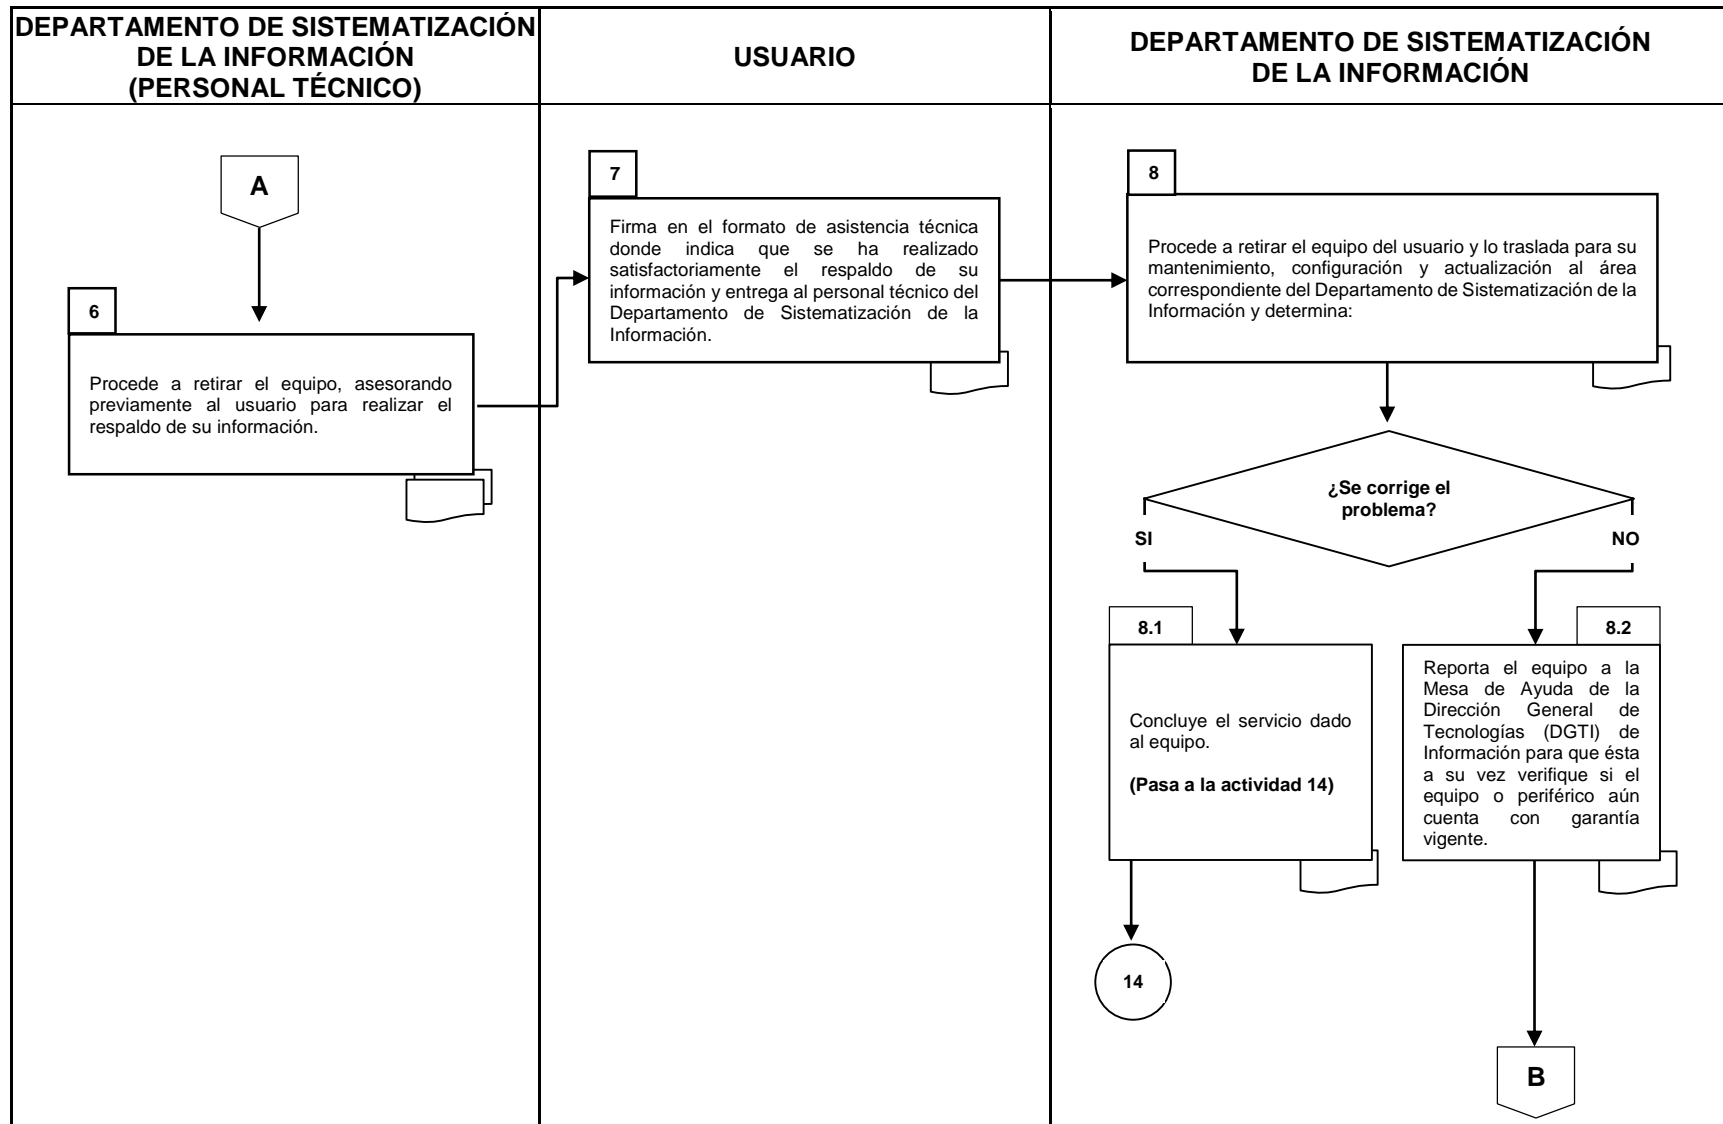 DEPARTAMENTO DE SISTEMATIZACIÓN
DE LA INFORMACIÓN
(PERSONAL TÉCNICO)
USUARIO
DEPARTAMENTO DE SISTEMATIZACIÓN
DE LA INFORMACIÓN
A
6
Procede a retirar el equipo, asesorando
previamente al usuario para realizar el
respaldo de su información.
7
Firma en el formato de asistencia técnica
donde indica que se ha realizado
satisfactoriamente el respaldo de su
información y entrega al personal técnico del
Departamento de Sistematización de la
Información.
8
Procede a retirar el equipo del usuario y lo traslada para su
mantenimiento, configuración y actualización al área
correspondiente del Departamento de Sistematización de la
Información y determina:
¿Se corrige el
problema?
SI
NO
8.1
Concluye el servicio dado
al equipo.
(Pasa a la actividad 14)
14
8.2
Reporta el equipo a la
Mesa de Ayuda de la
Dirección General de
Tecnologías (DGTI) de
Información para que ésta
a su vez verifique si el
equipo o periférico aún
cuenta con garantía
vigente.
B